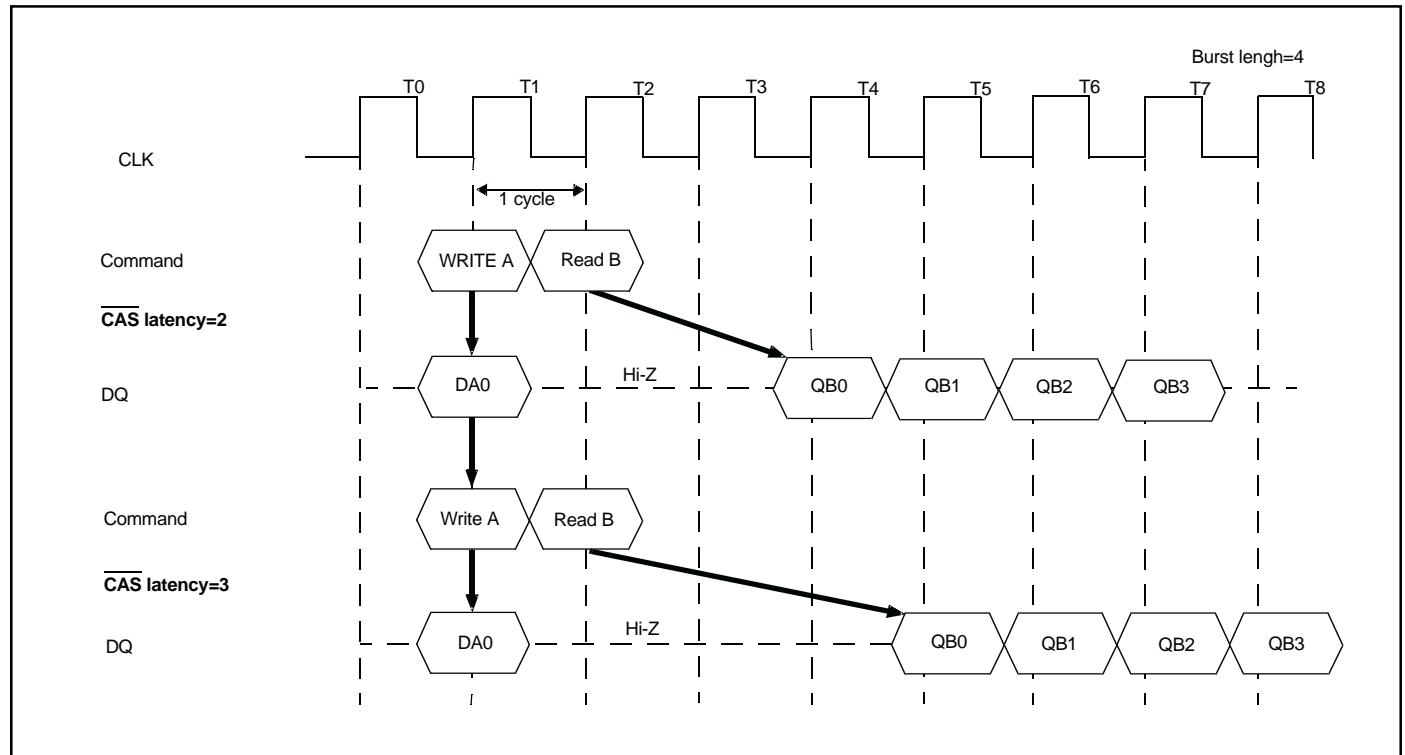 Burst lengh=4
T0 T1 T2 T3 T4 T5 T6 T7 T8
CLK
1 cycle
Command WRITE A Read B
CAS latency=2
DQ DA0 Hi-Z QB0 QB1 QB2 QB3
Command Write A Read B
CAS latency=3
DQ DA0 Hi-Z QB0 QB1 QB2 QB3